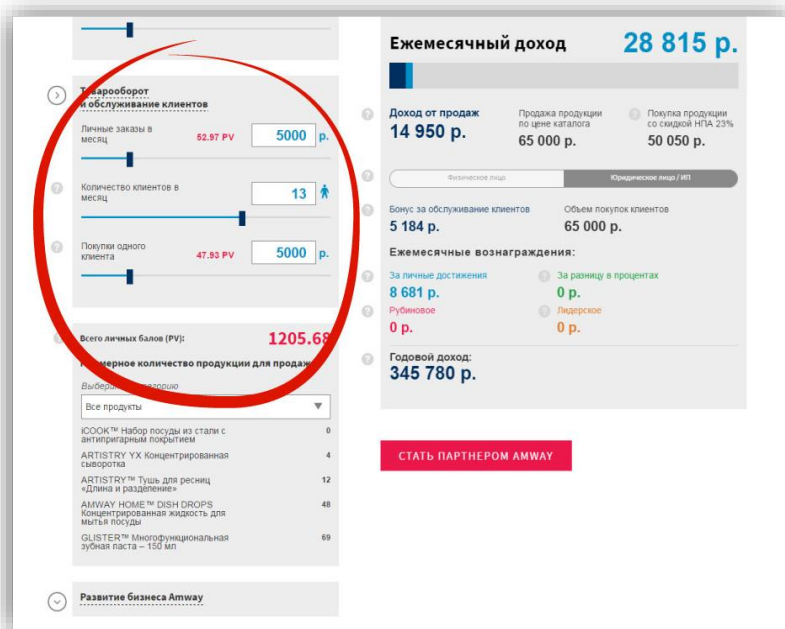 Товарооборот
и обслуживание клиентов
Личные заказы в
месяц
52.97 PV
5000 р.
Количество клиентов в
месяц
13
Покупки одного
клиента
47.93 PV
5000 р.
Всего личных балов (PV):
1205.68
Примерное количество продукции для продажи
Выберите категорию
Все продукты
iCOOK™ Набор посуды из стали с
антипригарным покрытием
0
ARTISTRY YX Концентрированная
сыворотка
4
ARTISTRY™ Тушь для ресниц
«Длина и разделение»
12
AMWAY HOME™ DISH DROPS
Концентрированная жидкость для
мытья посуды
48
GLISTER™ Многофункциональная
зубная паста – 150 мл
69
Развитие бизнеса Amway
Ежемесячный доход
28 815 р.
Доход от продаж
14 950 р.
Продажа продукции
по цене каталога
65 000 р.
Покупка продукции
со скидкой НПА 23%
50 050 р.
Физическое лицо
Юридическое лицо / ИП
Бонус за обслуживание клиентов
5 184 р.
Объем покупок клиентов
65 000 р.
Ежемесячные вознаграждения:
За личные достижения
8 681 р.
За разницу в процентах
0 р.
Рубиновое
0 р.
Лидерское
0 р.
Годовой доход:
345 780 р.
СТАТЬ ПАРТНЕРОМ AMWAY